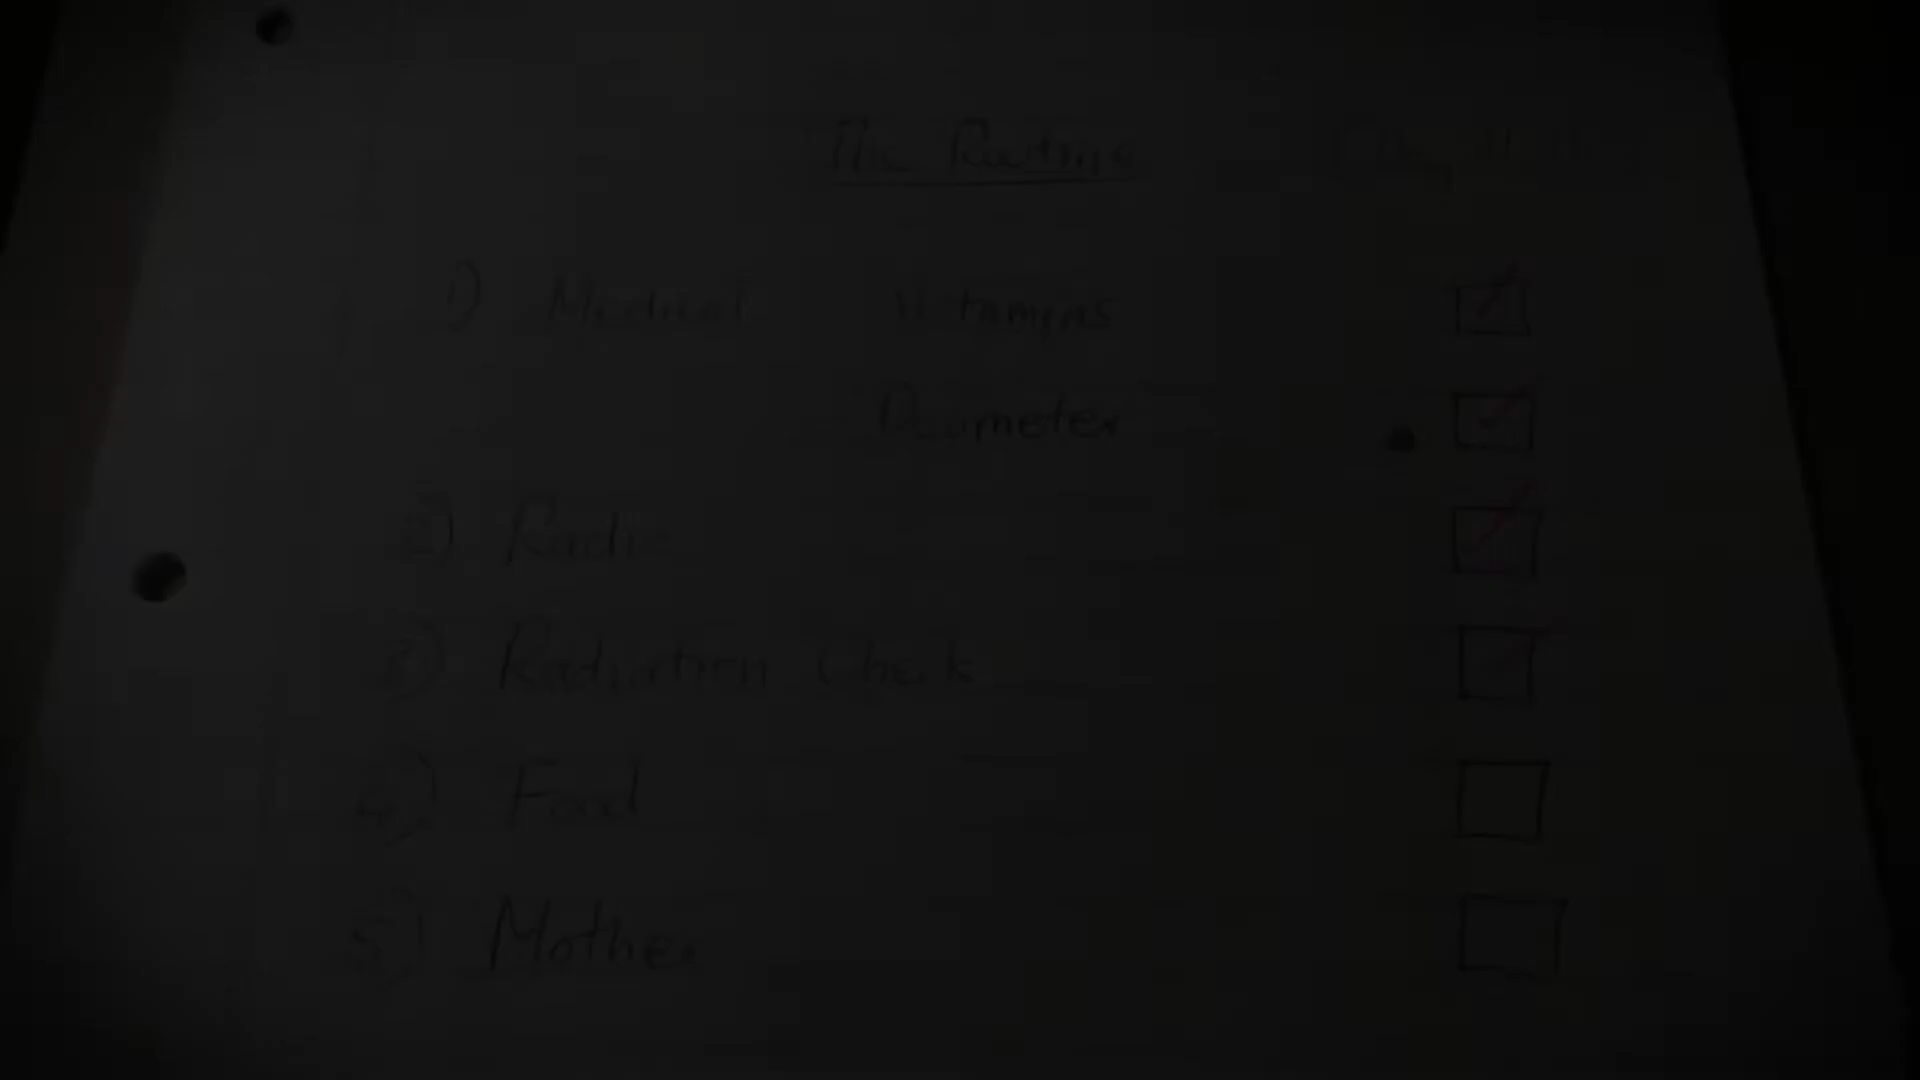 The Routine
1) Medical Vitamins
Dosimeter
2) Radio
3) Radiation Check
4) Food
5) Mother